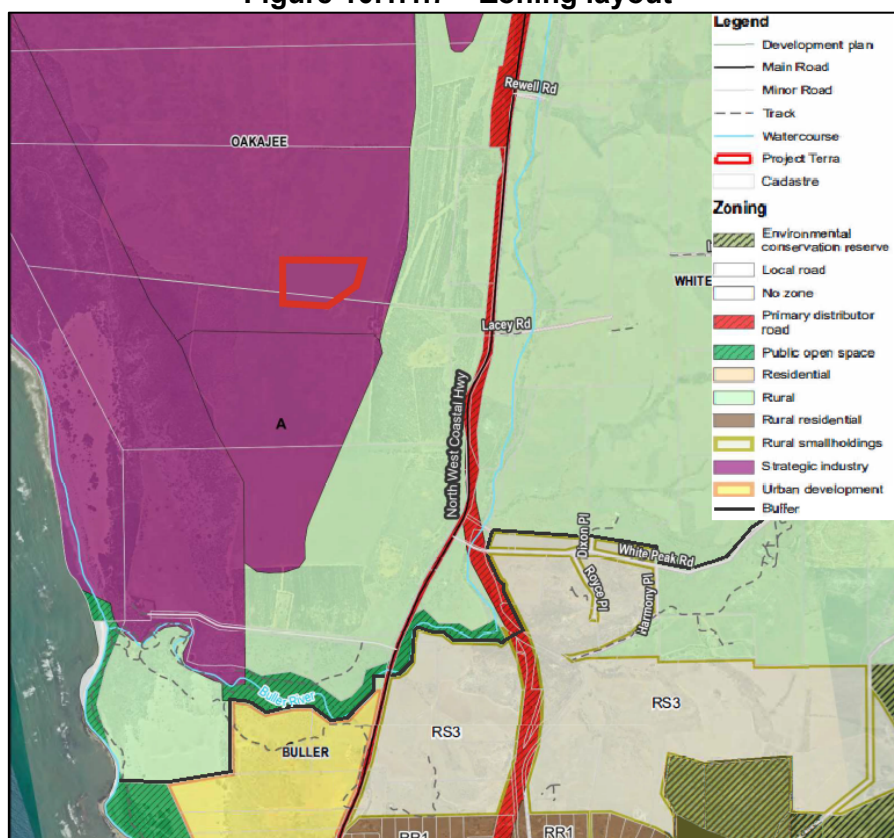 Figure 10.1.1.1 – Zoning layout
Legend
Development plan
Main Road
Minor Road
Track
Watercourse
Project Terra
Cadastre
Zoning
Environmental
conservation reserve
Local road
No zone
Primary distributor
road
Public open space
Residential
Rural
Rural residential
Rural smallholdings
Strategic industry
Urban development
Buffer
Rewell Rd
OAKAJEE
WHITE
Lacey Rd
A
North West Coastal Hwy
Dixon Pl
White Peak Rd
Royce Pl
Harmony Pl
Buller River
RS3
RS3
BULLER
RR1
RR1